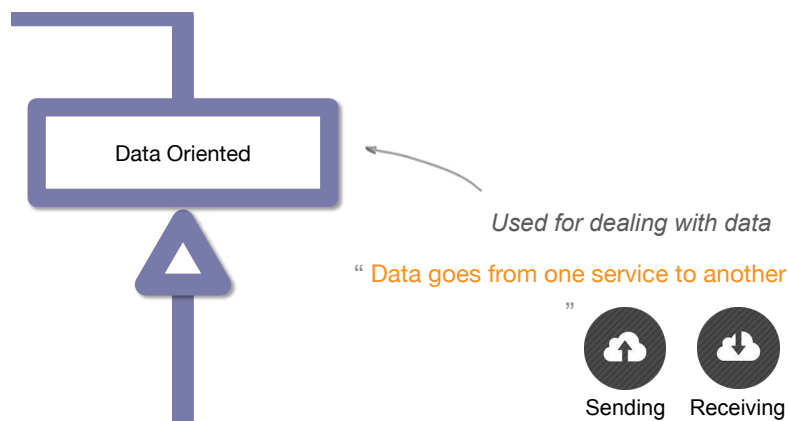 Data Oriented
Used for dealing with data
“ Data goes from one service to another
”
Sending Receiving